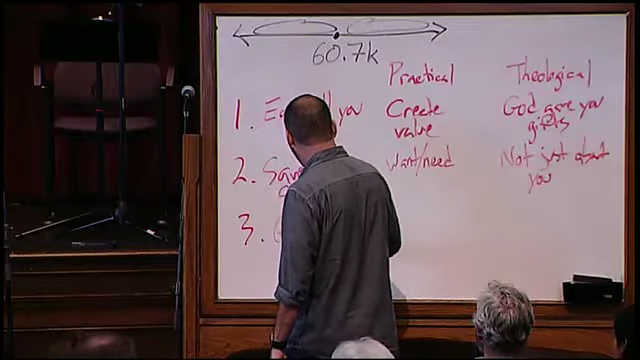 60.7k
Practical Theological
1. you Create value God gave you gifts
2. Want/need Not just about you
3.